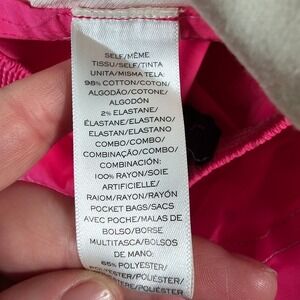 SELF/MÊME
TISSU/SELF/TINTA
UNITA/MISMA TELA:
98% COTTON/COTON/
ALGODÃO/COTONE/
ALGODÓN
2% ELASTANE/
ÉLASTANE/ELASTANO/
ELASTAN/ELASTANO
COMBO/COMBO/
COMBINAÇÃO/COMBO/
COMBINACIÓN:
100% RAYON/SOIE
ARTIFICIELLE/
RAIOM/RAYON/RAYÓN
POCKET BAGS/SACS
AVEC POCHE/MALAS DE
BOLSO/BORSE
MULTITASCA/BOLSOS
DE MANO:
65% POLYESTER/
POLYESTER/POLIÉSTER/